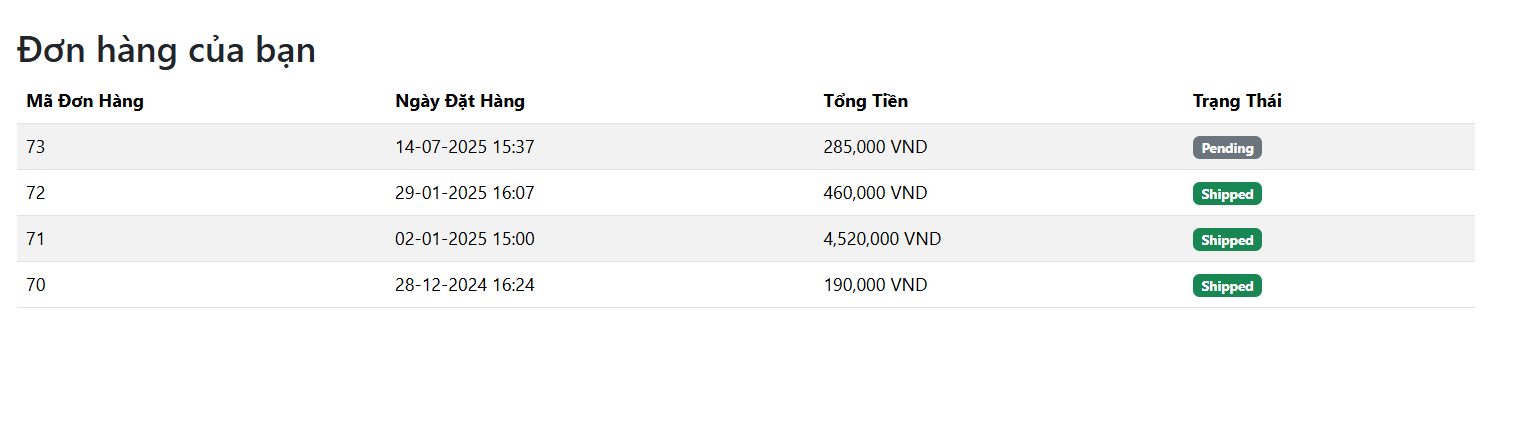 Đơn hàng của bạn
Mã Đơn Hàng Ngày Đặt Hàng Tổng Tiền Trạng Thái
73 14-07-2025 15:37 285,000 VND Pending
72 29-01-2025 16:07 460,000 VND Shipped
71 02-01-2025 15:00 4,520,000 VND Shipped
70 28-12-2024 16:24 190,000 VND Shipped